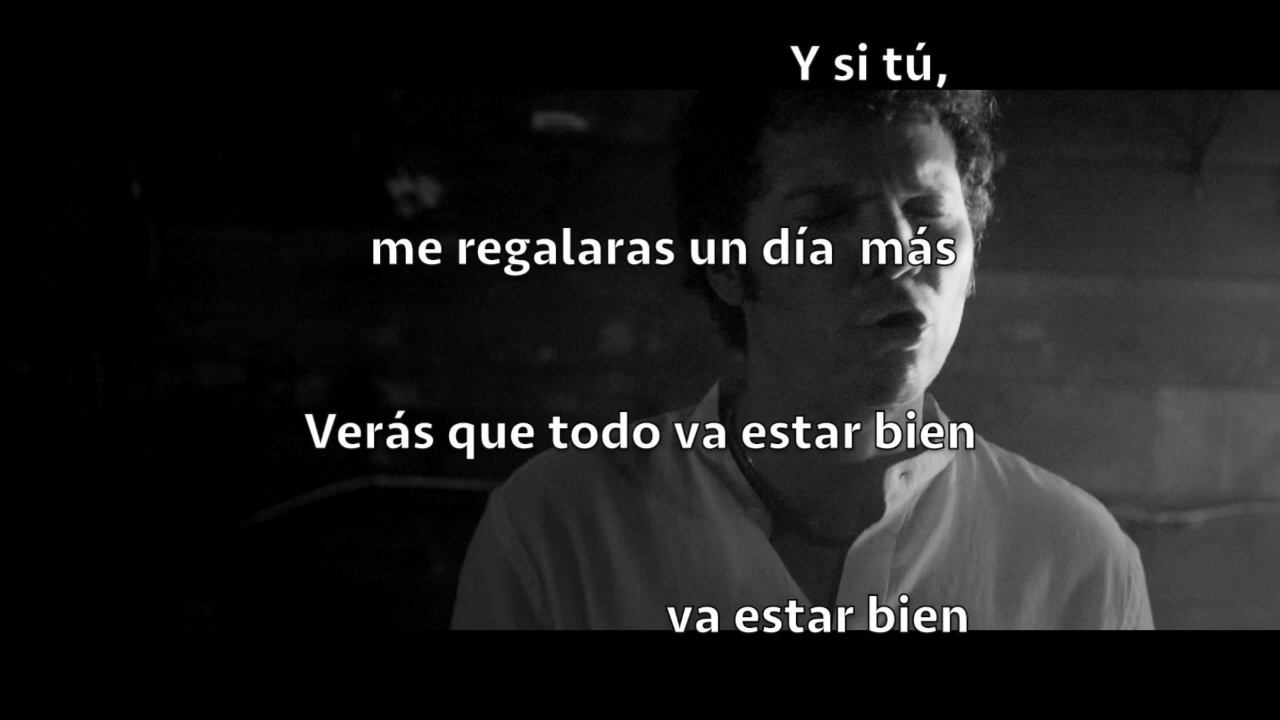 Y si tú,
me regalaras un día  más
Verás que todo va estar bien
va estar bien